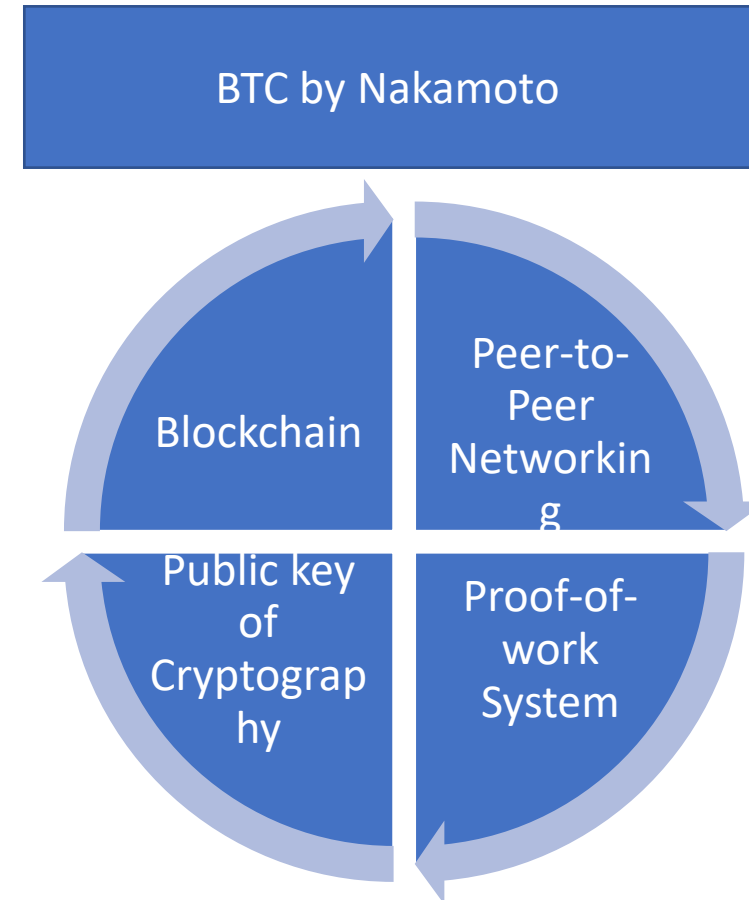 BTC by Nakamoto
Blockchain
Peer-to-
Peer
Networkin
g
Public key
of
Cryptograp
hy
Proof-of-
work
System